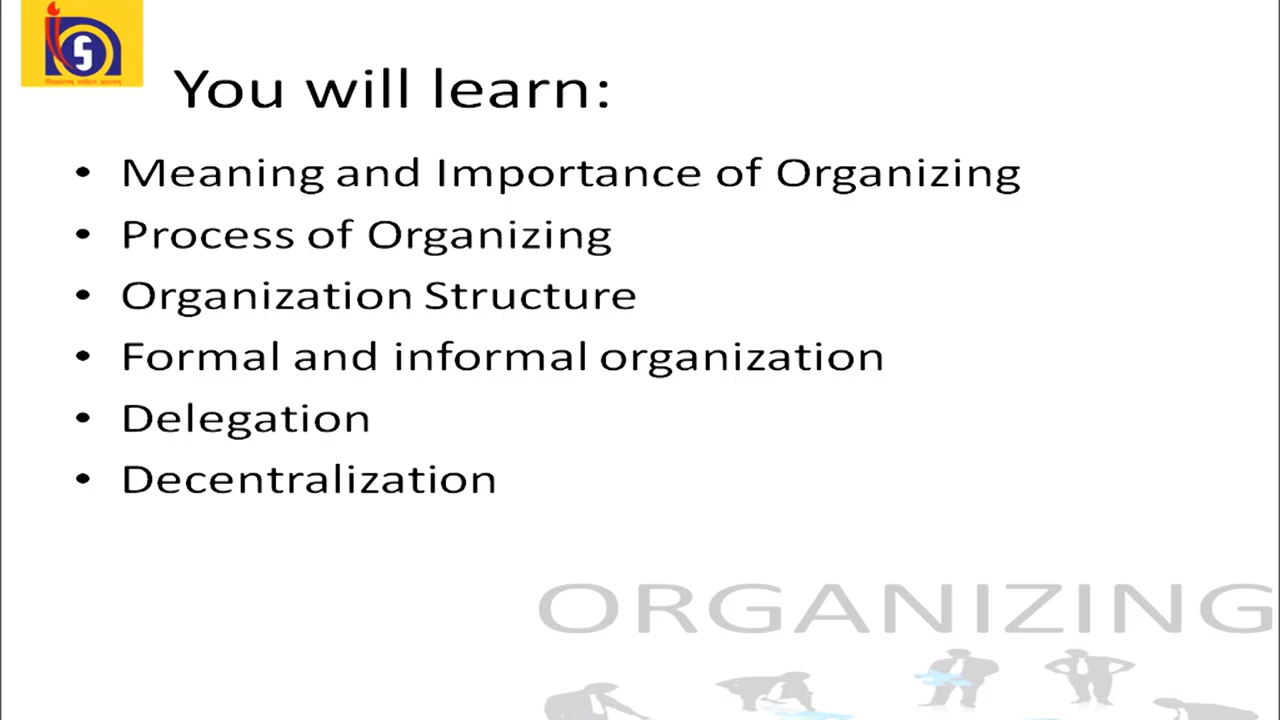 You will learn:
• Meaning and Importance of Organizing
• Process of Organizing
• Organization Structure
• Formal and informal organization
• Delegation
• Decentralization
ORGANIZING